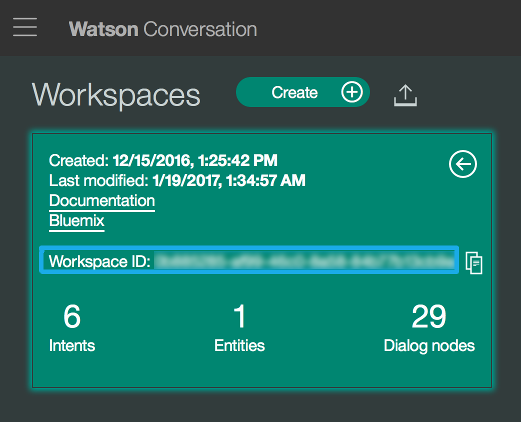 Watson Conversation
Workspaces
Create
Created: 12/15/2016, 1:25:42 PM
Last modified: 1/19/2017, 1:34:57 AM
Documentation
Bluemix
Workspace ID:
6 1 29
Intents Entities Dialog nodes